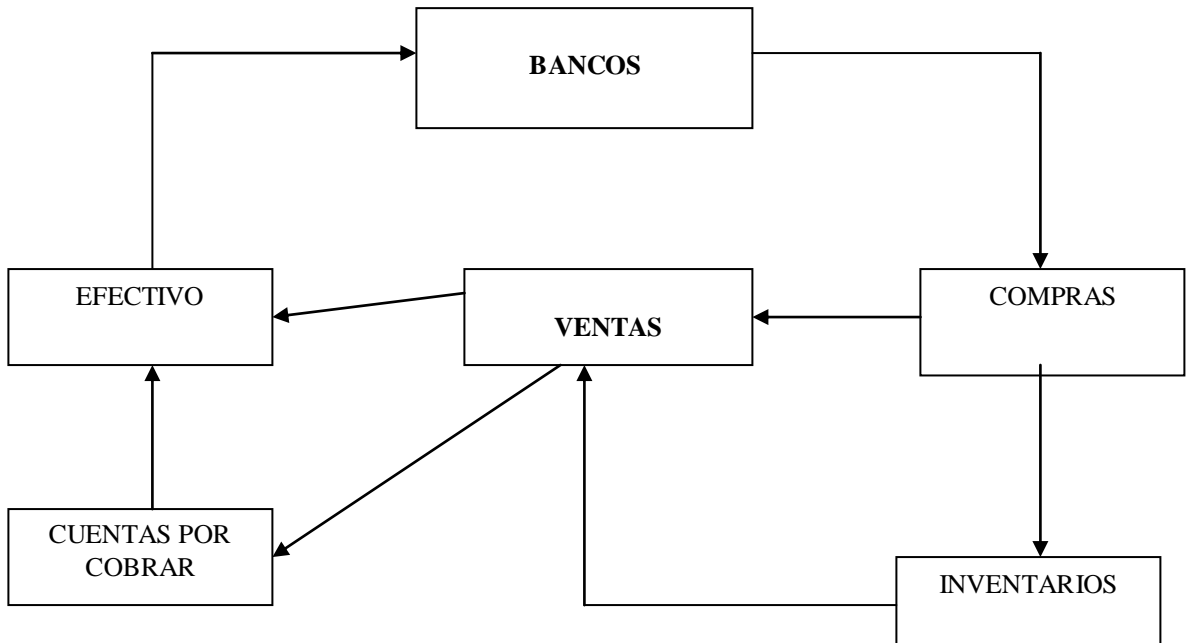 BANCOS
EFECTIVO
VENTAS
COMPRAS
CUENTAS POR
COBRAR
INVENTARIOS